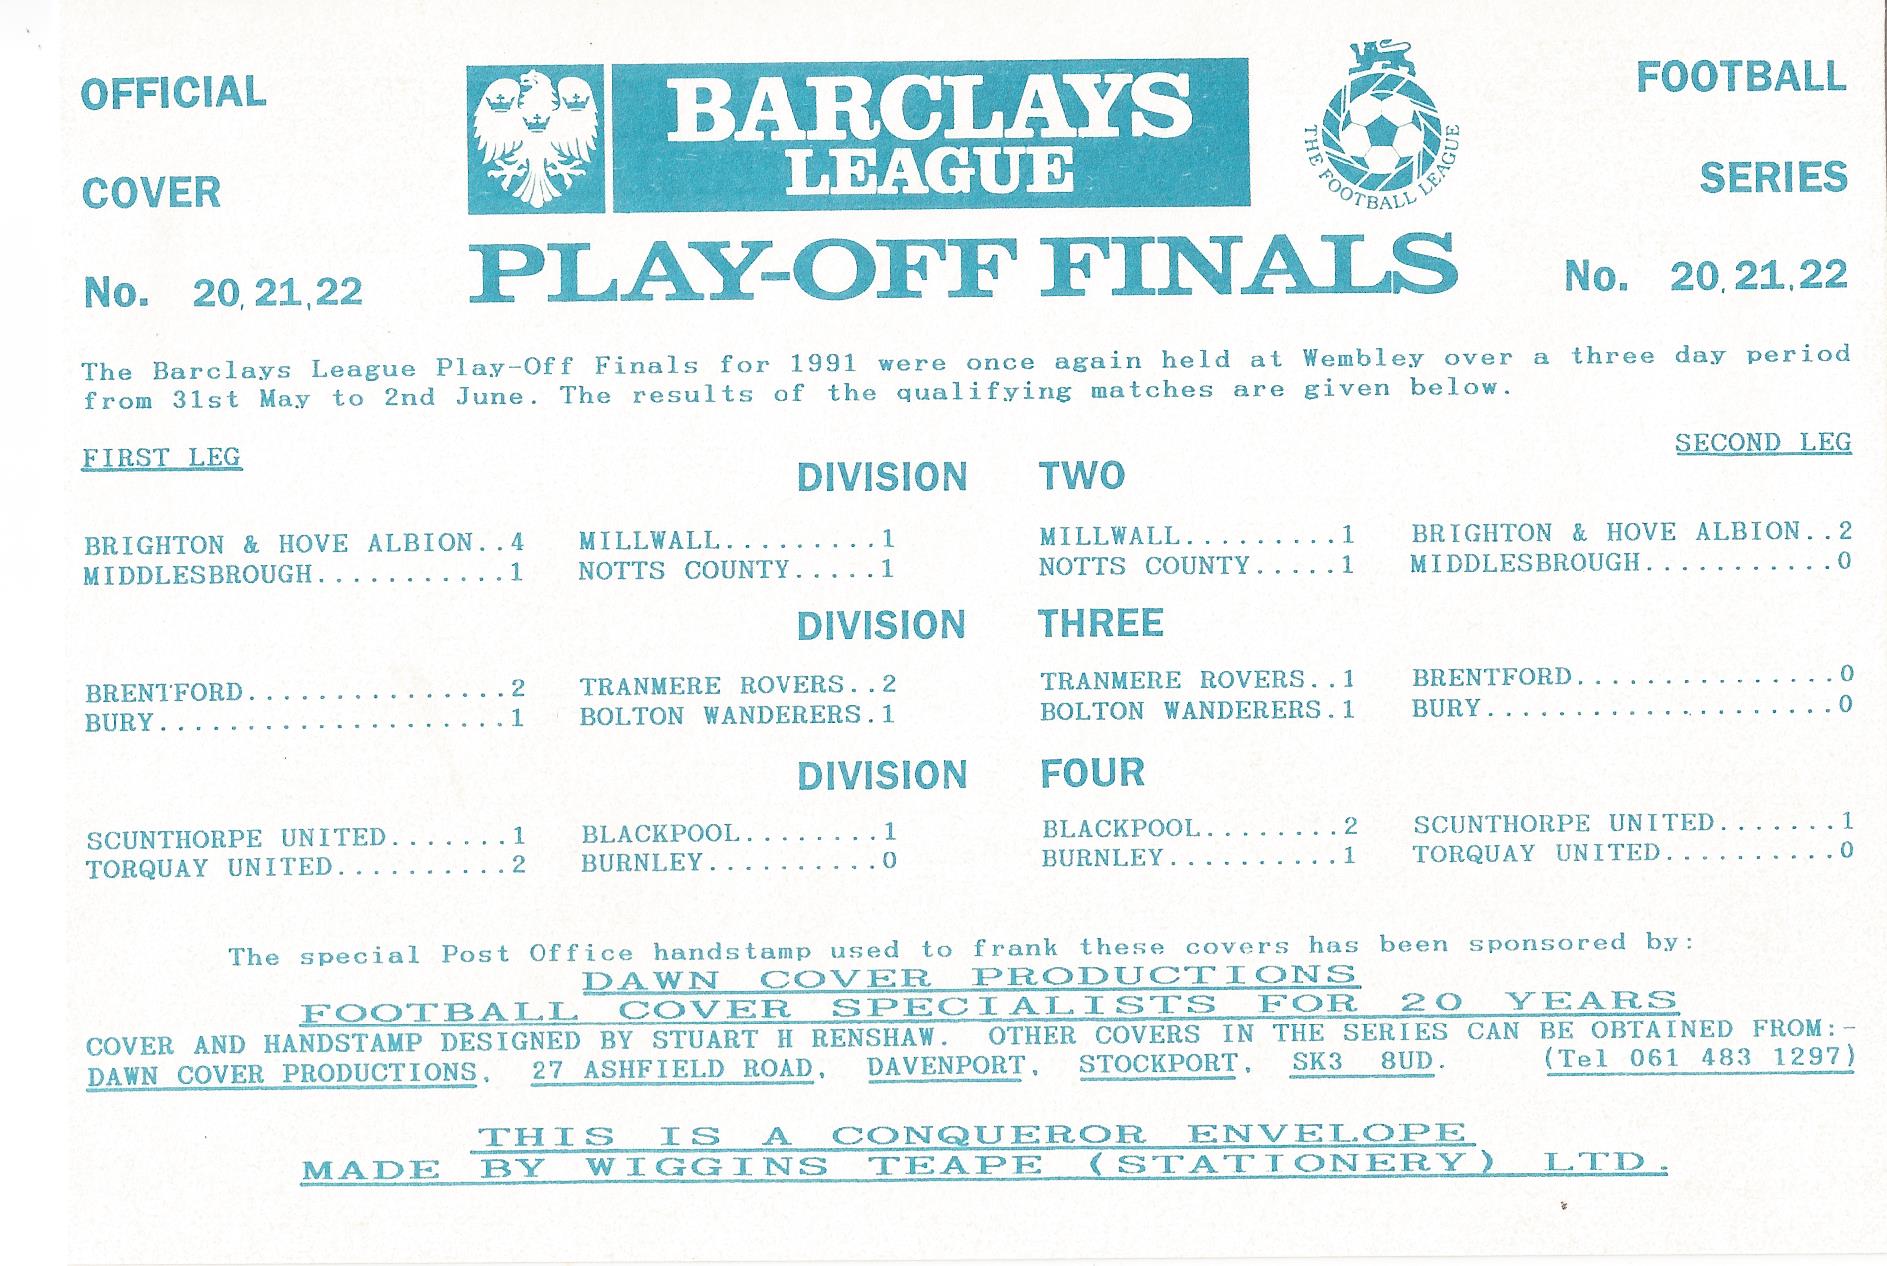 OFFICIAL
COVER
No. 20,21,22
BARCLAYS
LEAGUE
THE FOOTBALL LEAGUE
PLAY-OFF FINALS
FOOTBALL
SERIES
No. 20,21,22
The Barclays League Play-Off Finals for 1991 were once again held at Wembley over a three day period
from 31st May to 2nd June. The results of the qualifying matches are given below.
FIRST LEG
SECOND LEG
DIVISION TWO
BRIGHTON & HOVE ALBION..4 MILLWALL.........1 MILLWALL.........1 BRIGHTON & HOVE ALBION..2
MIDDLESBROUGH...........1 NOTTS COUNTY.....1 NOTTS COUNTY.....1 MIDDLESBROUGH...........0
DIVISION THREE
BRENTFORD...............2 TRANMERE ROVERS..2 TRANMERE ROVERS..1 BRENTFORD...............0
BURY....................1 BOLTON WANDERERS.1 BOLTON WANDERERS.1 BURY....................0
DIVISION FOUR
SCUNTHORPE UNITED.......1 BLACKPOOL........1 BLACKPOOL........2 SCUNTHORPE UNITED.......1
TORQUAY UNITED..........2 BURNLEY..........0 BURNLEY..........1 TORQUAY UNITED..........0
The special Post Office handstamp used to frank these covers has been sponsored by:
DAWN COVER PRODUCTIONS
FOOTBALL COVER SPECIALISTS FOR 20 YEARS
COVER AND HANDSTAMP DESIGNED BY STUART H RENSHAW. OTHER COVERS IN THE SERIES CAN BE OBTAINED FROM:-
DAWN COVER PRODUCTIONS, 27 ASHFIELD ROAD, DAVENPORT, STOCKPORT, SK3 8UD. (Tel 061 483 1297)
THIS IS A CONQUEROR ENVELOPE
MADE BY WIGGINS TEAPE (STATIONERY) LTD.